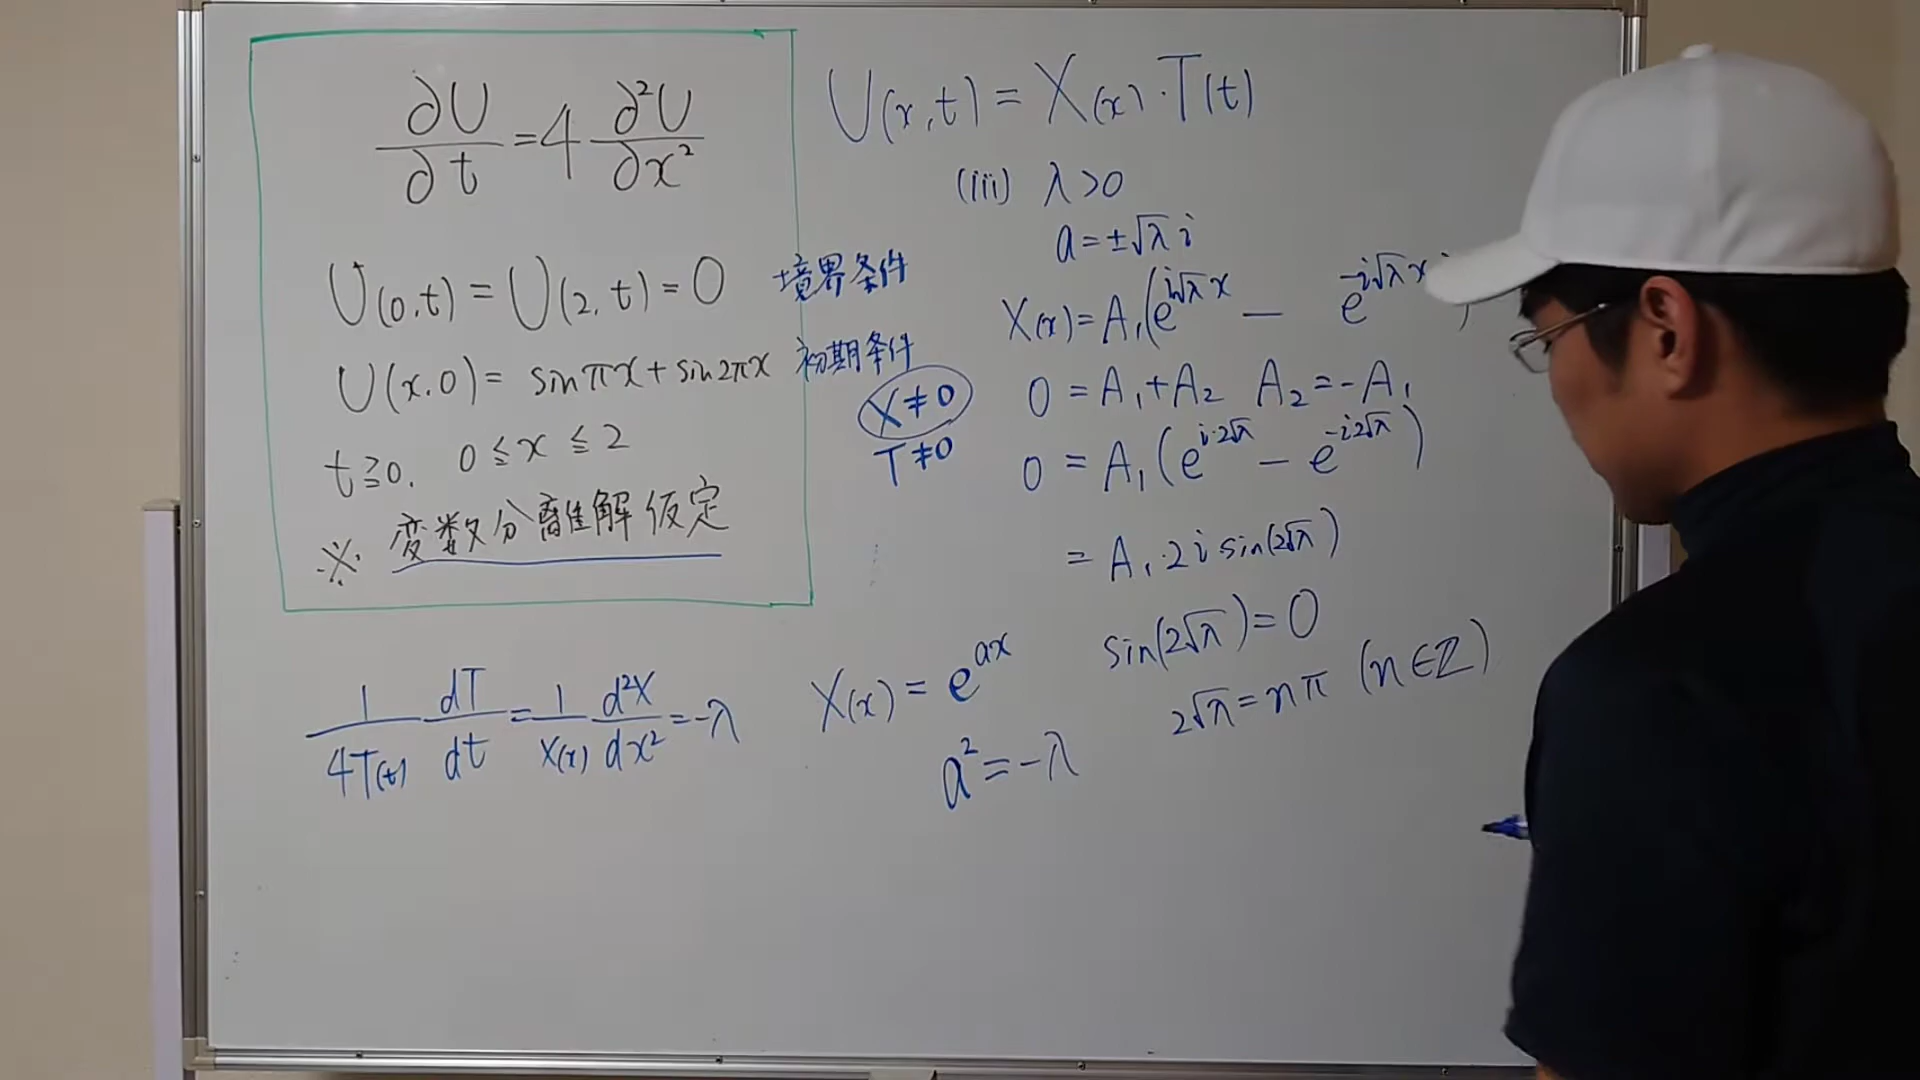 ∂U/∂t = 4 ∂²U/∂x²
U(0,t) = U(2,t) = 0 境界条件
U(x,0) = sinπx + sin2πx 初期条件
t≧0, 0≦x≦2
※ 変数分離解仮定
1/4T(t) dT/dt = 1/X(x) d²X/dx² = -λ
U(x,t) = X(x)・T(t)
(iii) λ>0
a = ±√λ i
X(x) = A₁(e^{i√λx} - e^{-i√λx}
X≠0
T≠0
0 = A₁+A₂ A₂ = -A₁
0 = A₁(e^{i・2√λ} - e^{-i2√λ})
= A₁・2i sin(2√λ)
sin(2√λ) = 0
2√λ = nπ (n∈ℤ)
X(x) = e^{ax}
a² = -λ